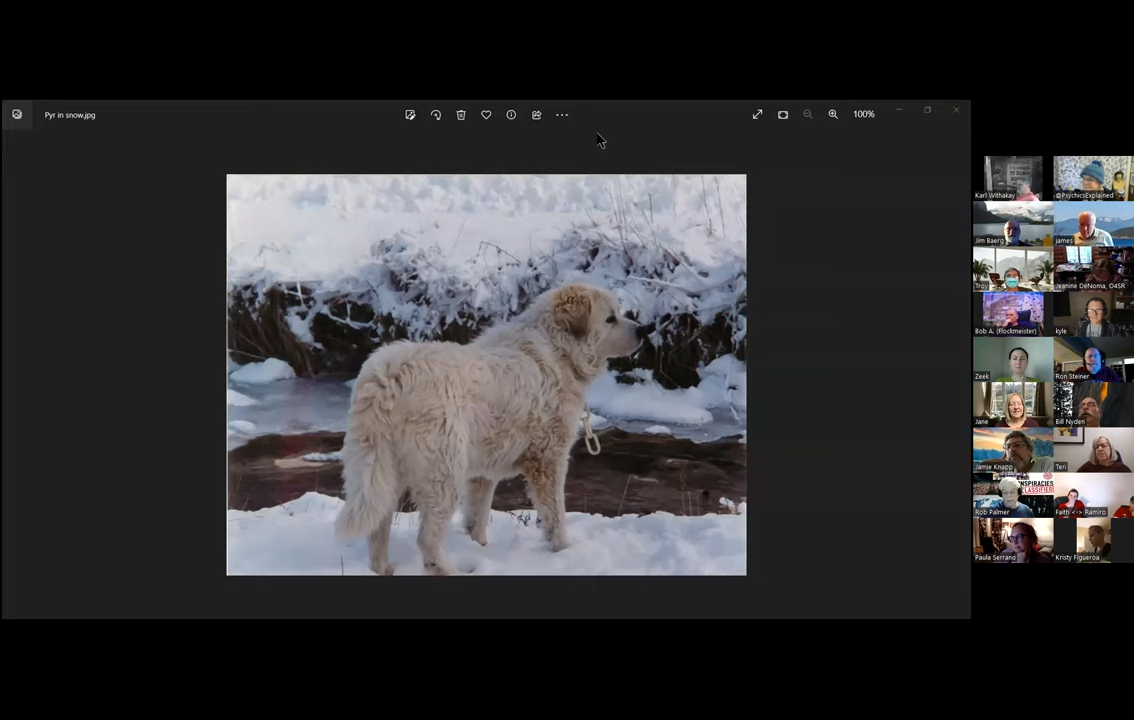 Pyr in snow.jpg
100%
Karl Withakay
@PsychicsExplained
Jim Baerg
james
Troy
Jeanine DeNoma, O4SR
Bob A. (Flockmeister)
kyle
Zeek
Ron Steiner
Jane
Bill Nyden
Jamie Knapp
Teri
Rob Palmer
Faith <-> Ramiro
Paula Serrano
Kristy Figueroa